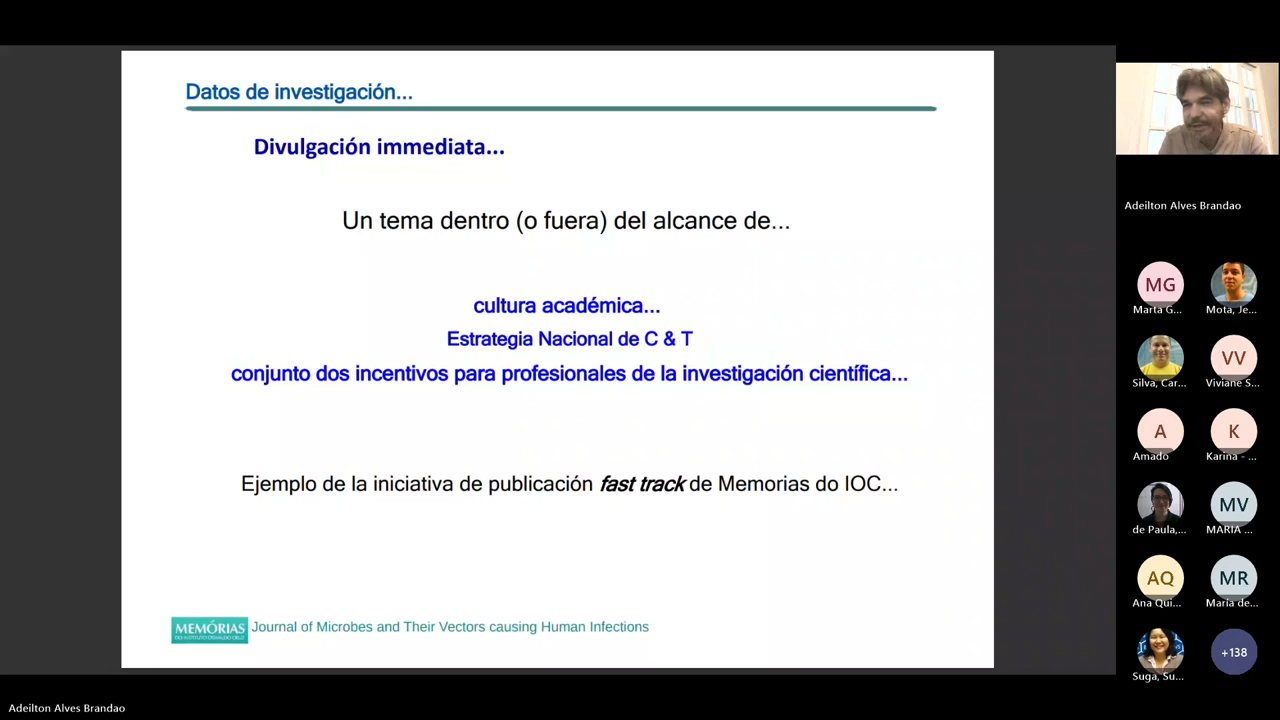 Datos de investigación...
Divulgación immediata...
Un tema dentro (o fuera) del alcance de...
cultura académica...
Estrategia Nacional de C & T
conjunto dos incentivos para profesionales de la investigación científica...
Ejemplo de la iniciativa de publicación fast track de Memorias do IOC...
MEMÓRIAS
DO INSTITUTO OSWALDO CRUZ
Journal of Microbes and Their Vectors causing Human Infections
Adeilton Alves Brandao
MG
Marta G...
Mota, Je...
Silva, Car...
VV
Viviane S...
A
Amado
K
Karina - ...
de Paula,...
MV
MARIA ...
AQ
Ana Qui...
MR
Maria de...
Suga, Su...
+138
Adeilton Alves Brandao